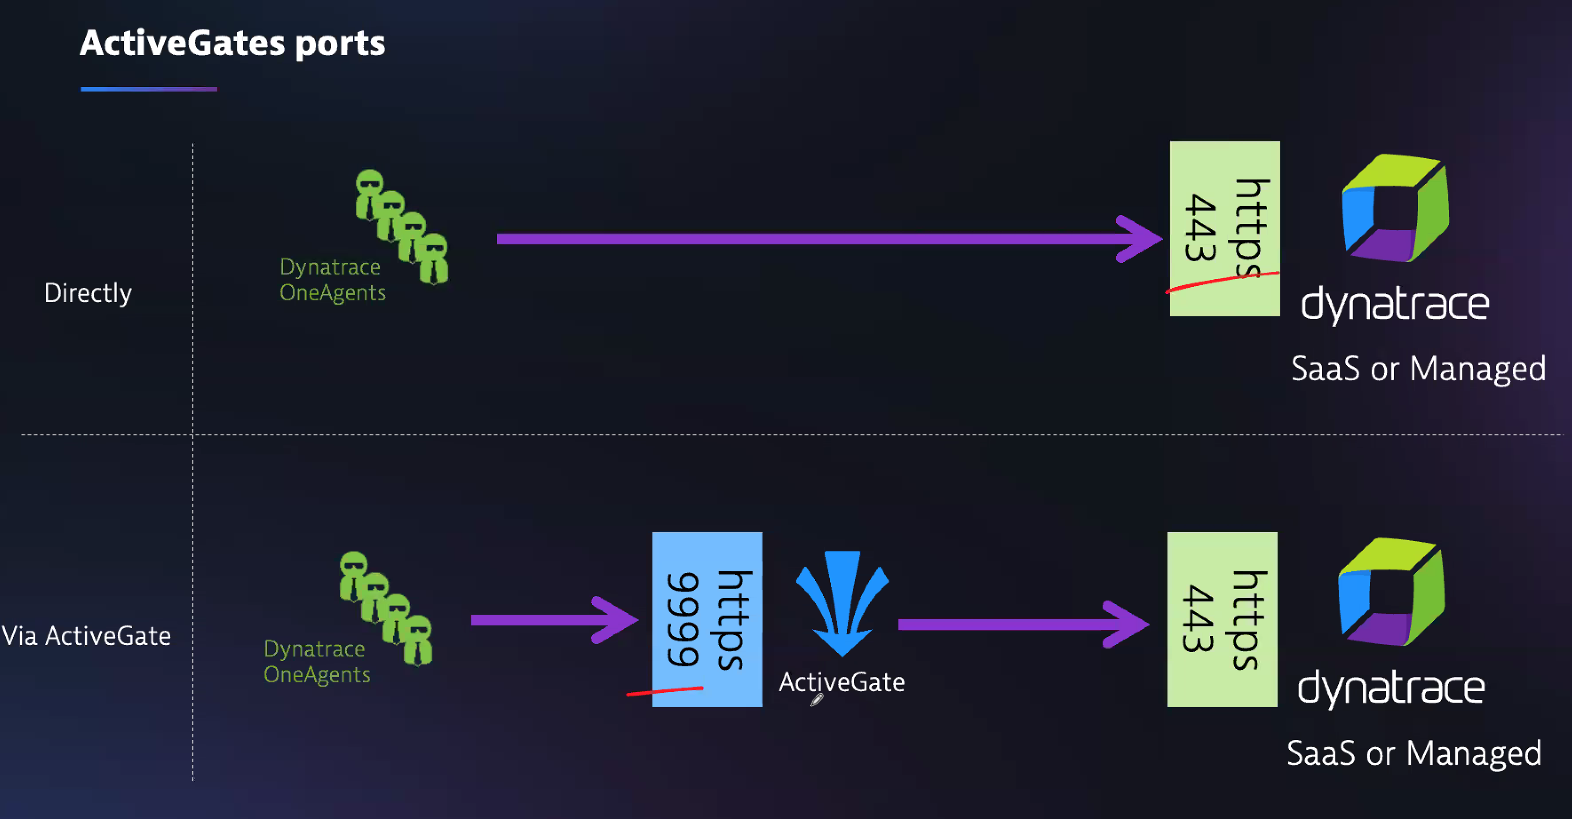 ActiveGates ports
Directly
Dynatrace
OneAgents
https
443
dynatrace
SaaS or Managed
Via ActiveGate
Dynatrace
OneAgents
https
9999
ActiveGate
https
443
dynatrace
SaaS or Managed